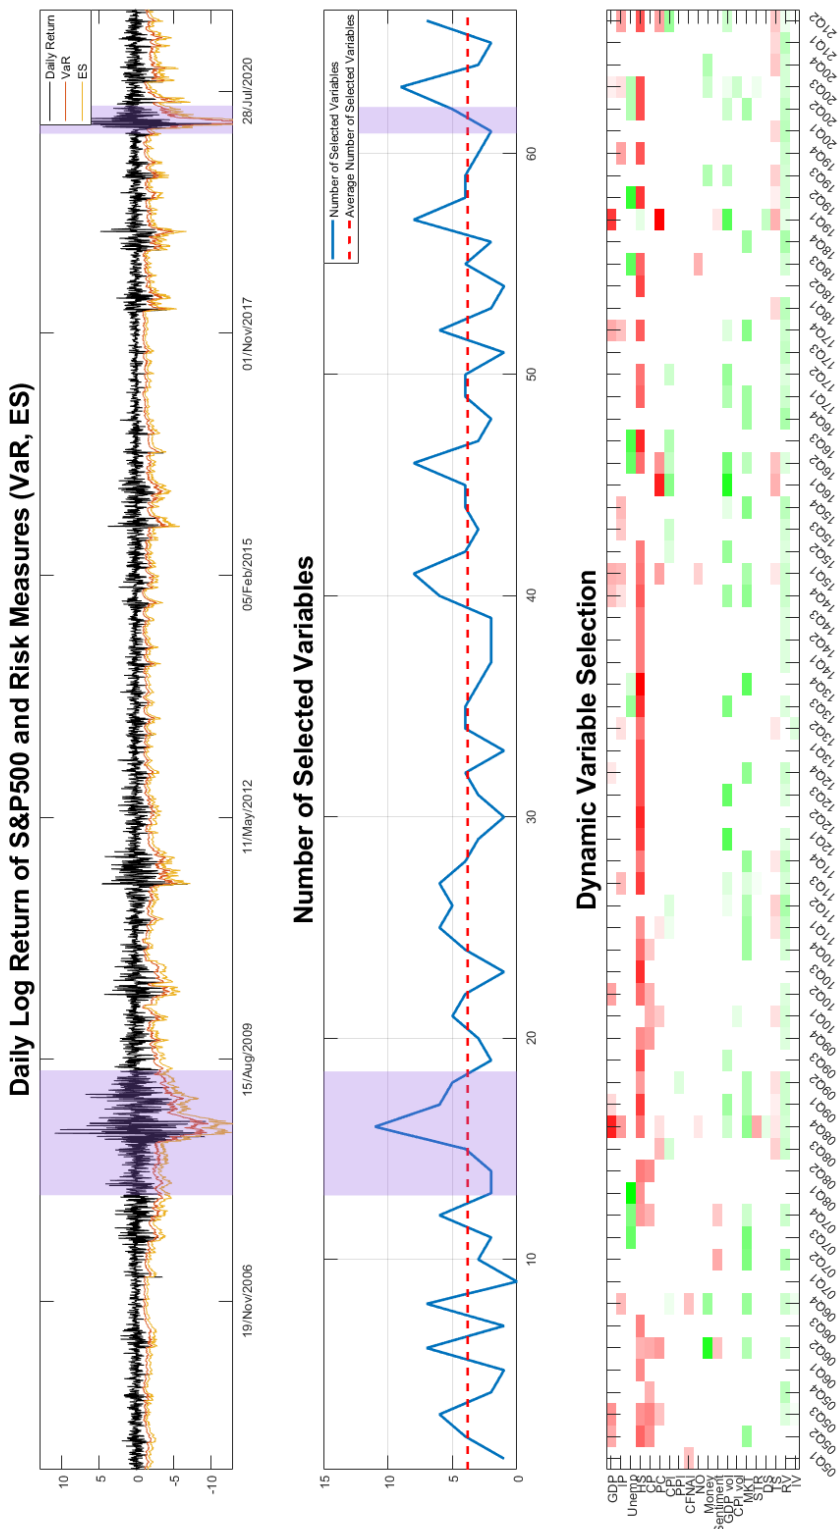 Daily Log Return of S&P500 and Risk Measures (VaR, ES)
Daily Return
VaR
ES
10
5
0
-5
-10
19/Nov/2006
15/Aug/2009
11/May/2012
05/Feb/2015
01/Nov/2017
28/Jul/2020
Number of Selected Variables
Number of Selected Variables
Average Number of Selected Variables
15
10
5
0
10
20
30
40
50
60
Dynamic Variable Selection
GDP
IP
Unemp
HS
CP
PC
CPI
PPI
CFNAI
NO
Money
Sentiment
GDP vol
CPI vol
MKT
STR
DS
TS
RV
IV
05Q1
05Q2
05Q3
05Q4
06Q1
06Q2
06Q3
06Q4
07Q1
07Q2
07Q3
07Q4
08Q1
08Q2
08Q3
08Q4
09Q1
09Q2
09Q3
09Q4
10Q1
10Q2
10Q3
10Q4
11Q1
11Q2
11Q3
11Q4
12Q1
12Q2
12Q3
12Q4
13Q1
13Q2
13Q3
13Q4
14Q1
14Q2
14Q3
14Q4
15Q1
15Q2
15Q3
15Q4
16Q1
16Q2
16Q3
16Q4
17Q1
17Q2
17Q3
17Q4
18Q1
18Q2
18Q3
18Q4
19Q1
19Q2
19Q3
19Q4
20Q1
20Q2
20Q3
20Q4
21Q1
21Q2